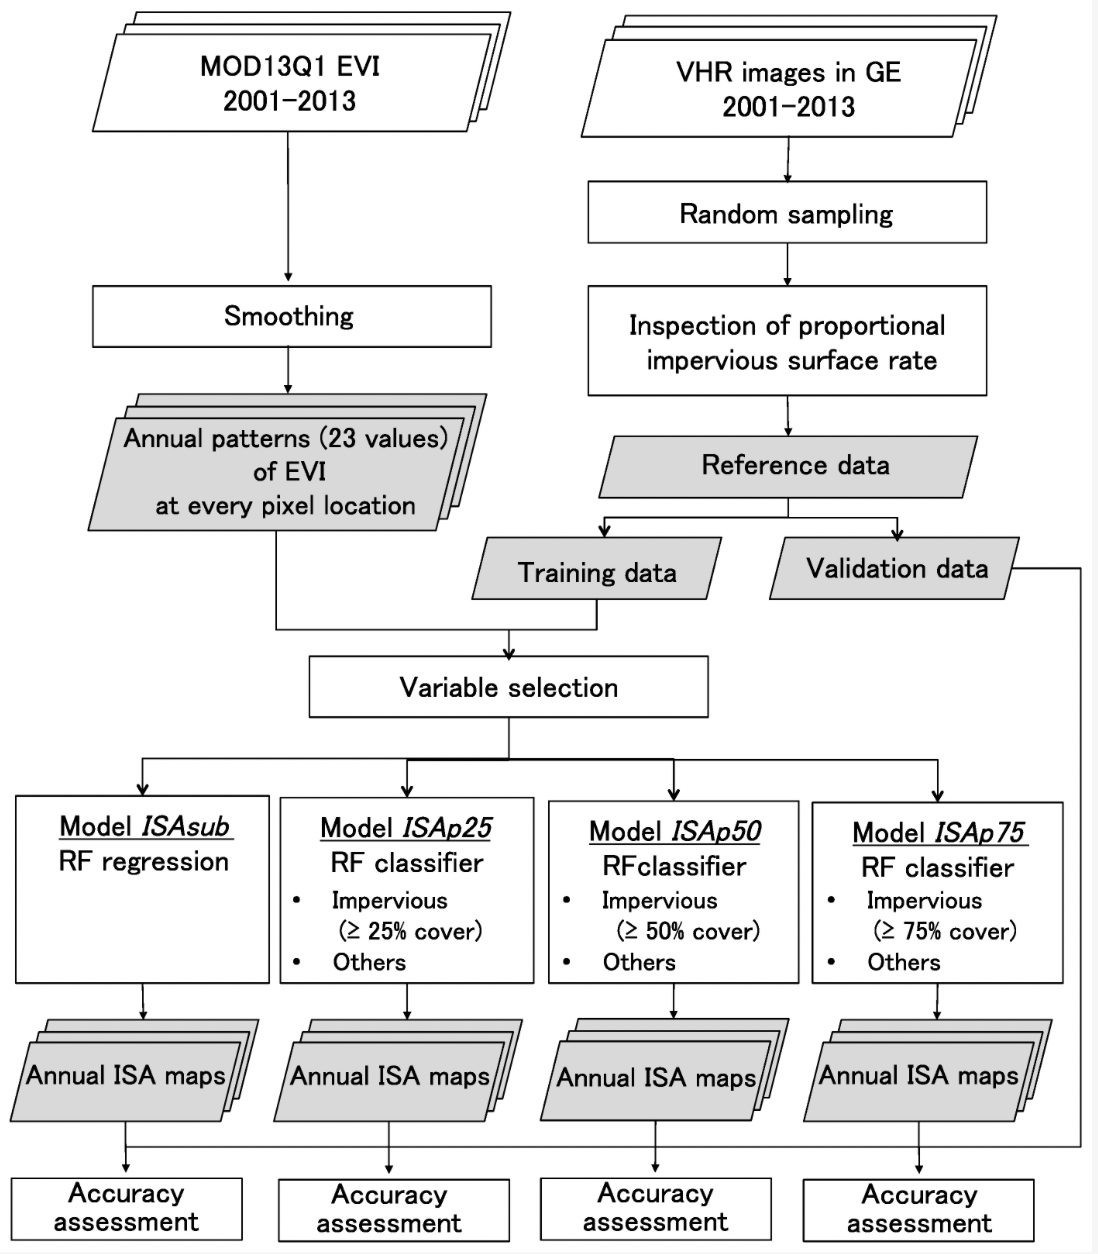 MOD13Q1 EVI
2001-2013
VHR images in GE
2001-2013
Random sampling
Smoothing
Inspection of proportional
impervious surface rate
Annual patterns (23 values)
of EVI
at every pixel location
Reference data
Training data
Validation data
Variable selection
Model ISAsub
RF regression
Model ISAp25
RF classifier
• Impervious
(≥ 25% cover)
• Others
Model ISAp50
RFclassifier
• Impervious
(≥ 50% cover)
• Others
Model ISAp75
RF classifier
• Impervious
(≥ 75% cover)
• Others
Annual ISA maps
Annual ISA maps
Annual ISA maps
Annual ISA maps
Accuracy
assessment
Accuracy
assessment
Accuracy
assessment
Accuracy
assessment